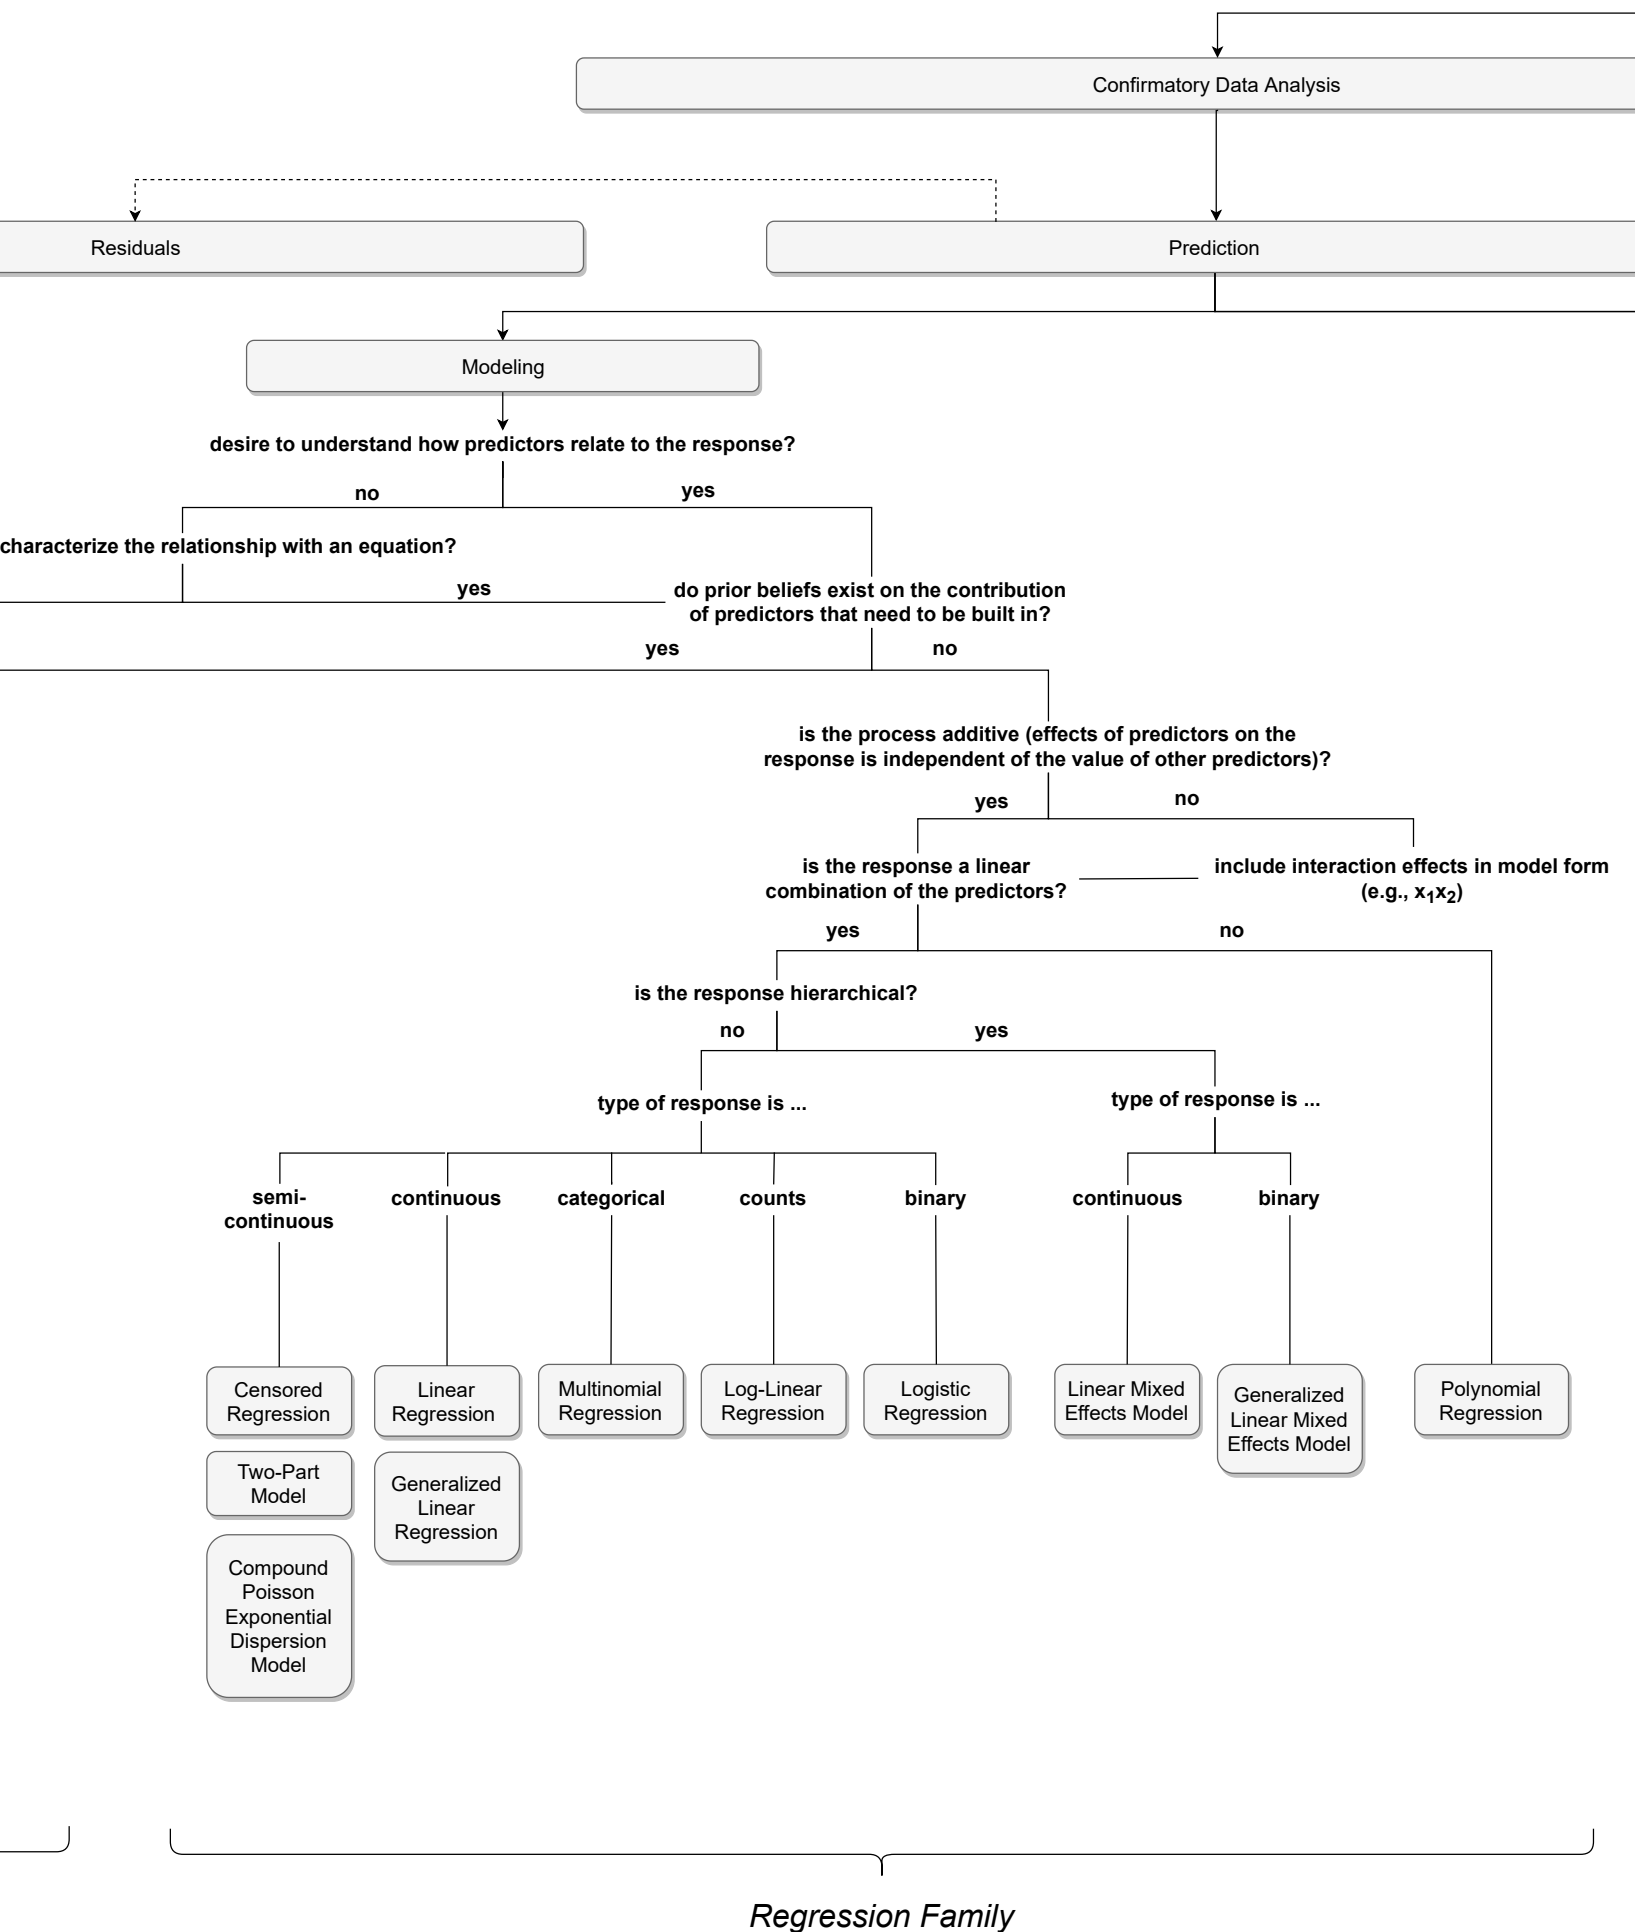 Confirmatory Data Analysis
Residuals
Prediction
Modeling
desire to understand how predictors relate to the response?
no
yes
characterize the relationship with an equation?
yes
do prior beliefs exist on the contribution
of predictors that need to be built in?
yes
no
is the process additive (effects of predictors on the
response is independent of the value of other predictors)?
yes
no
is the response a linear
combination of the predictors?
include interaction effects in model form
(e.g., x₁x₂)
yes
no
is the response hierarchical?
no
yes
type of response is ...
type of response is ...
semi-
continuous
continuous
categorical
counts
binary
continuous
binary
Censored
Regression
Linear
Regression
Multinomial
Regression
Log-Linear
Regression
Logistic
Regression
Linear Mixed
Effects Model
Generalized
Linear Mixed
Effects Model
Polynomial
Regression
Two-Part
Model
Generalized
Linear
Regression
Compound
Poisson
Exponential
Dispersion
Model
Regression Family